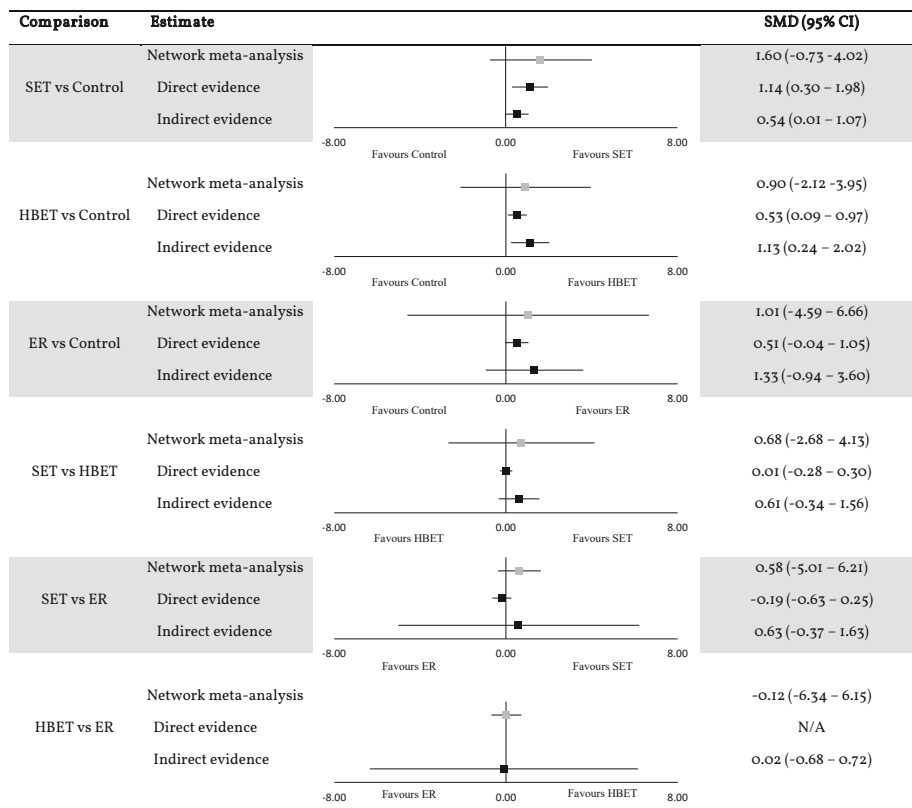 Comparison Estimate SMD (95% CI)
Network meta-analysis 1.60 (-0.73 -4.02)
SET vs Control Direct evidence 1.14 (0.30 – 1.98)
Indirect evidence 0.54 (0.01 – 1.07)
-8.00 0.00 8.00
Favours Control Favours SET
Network meta-analysis 0.90 (-2.12 -3.95)
HBET vs Control Direct evidence 0.53 (0.09 – 0.97)
Indirect evidence 1.13 (0.24 – 2.02)
-8.00 0.00 8.00
Favours Control Favours HBET
Network meta-analysis 1.01 (-4.59 – 6.66)
ER vs Control Direct evidence 0.51 (-0.04 – 1.05)
Indirect evidence 1.33 (-0.94 – 3.60)
-8.00 0.00 8.00
Favours Control Favours ER
Network meta-analysis 0.68 (-2.68 – 4.13)
SET vs HBET Direct evidence 0.01 (-0.28 – 0.30)
Indirect evidence 0.61 (-0.34 – 1.56)
-8.00 0.00 8.00
Favours HBET Favours SET
Network meta-analysis 0.58 (-5.01 – 6.21)
SET vs ER Direct evidence -0.19 (-0.63 – 0.25)
Indirect evidence 0.63 (-0.37 – 1.63)
-8.00 0.00 8.00
Favours ER Favours SET
Network meta-analysis -0.12 (-6.34 – 6.15)
HBET vs ER Direct evidence N/A
Indirect evidence 0.02 (-0.68 – 0.72)
-8.00 0.00 8.00
Favours ER Favours HBET